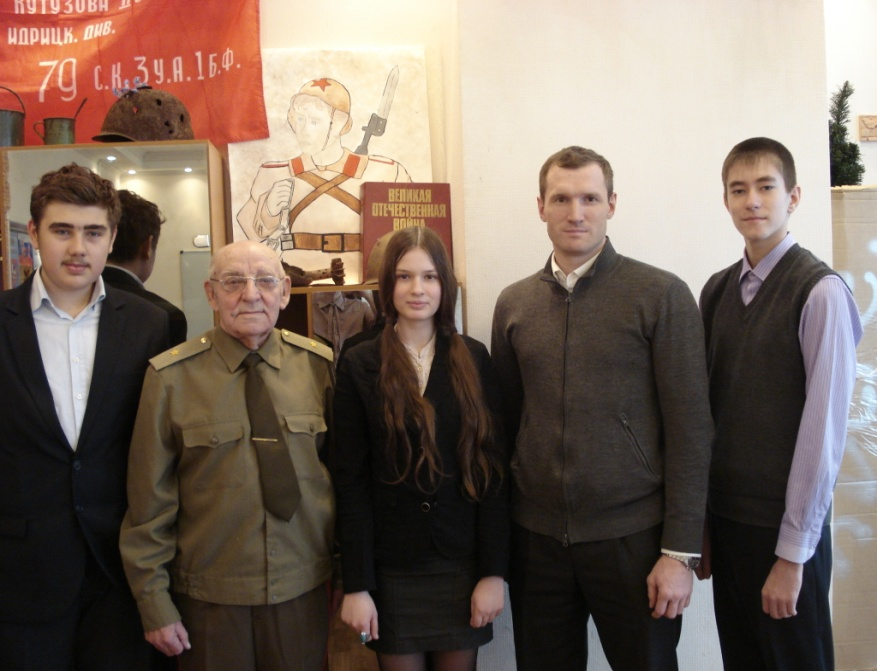 КУТУЗОВА
ИДРИЦК. ДИВ.
79 С.К. 3 У.А. 1 Б.Ф.
ВЕЛИКАЯ
ОТЕЧЕСТВЕННАЯ
ВОЙНА